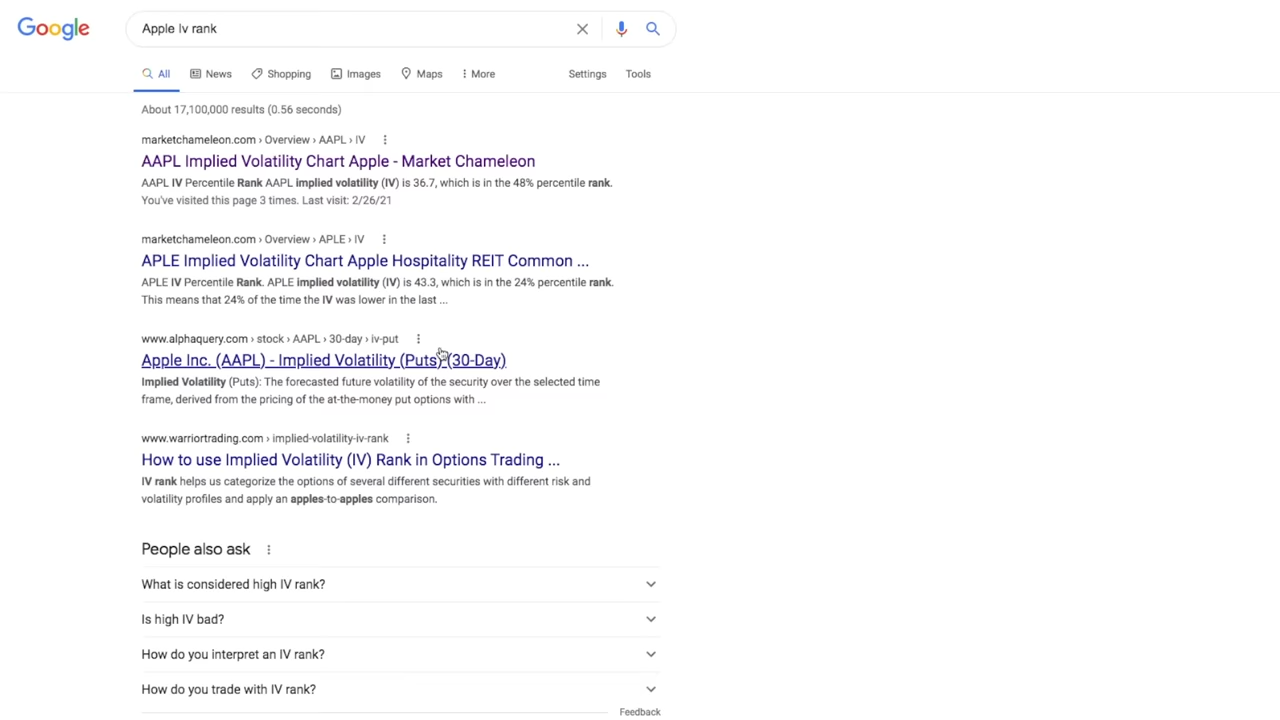 Google
Apple Iv rank
All
News
Shopping
Images
Maps
More
Settings
Tools
About 17,100,000 results (0.56 seconds)
marketchameleon.com › Overview › AAPL › IV
AAPL Implied Volatility Chart Apple - Market Chameleon
AAPL IV Percentile Rank AAPL implied volatility (IV) is 36.7, which is in the 48% percentile rank.
You've visited this page 3 times. Last visit: 2/26/21
marketchameleon.com › Overview › APLE › IV
APLE Implied Volatility Chart Apple Hospitality REIT Common ...
APLE IV Percentile Rank. APLE implied volatility (IV) is 43.3, which is in the 24% percentile rank.
This means that 24% of the time the IV was lower in the last ...
www.alphaquery.com › stock › AAPL › 30-day › iv-put
Apple Inc. (AAPL) - Implied Volatility (Puts) (30-Day)
Implied Volatility (Puts): The forecasted future volatility of the security over the selected time
frame, derived from the pricing of the at-the-money put options with ...
www.warriortrading.com › implied-volatility-iv-rank
How to use Implied Volatility (IV) Rank in Options Trading ...
IV rank helps us categorize the options of several different securities with different risk and
volatility profiles and apply an apples-to-apples comparison.
People also ask
What is considered high IV rank?
Is high IV bad?
How do you interpret an IV rank?
How do you trade with IV rank?
Feedback